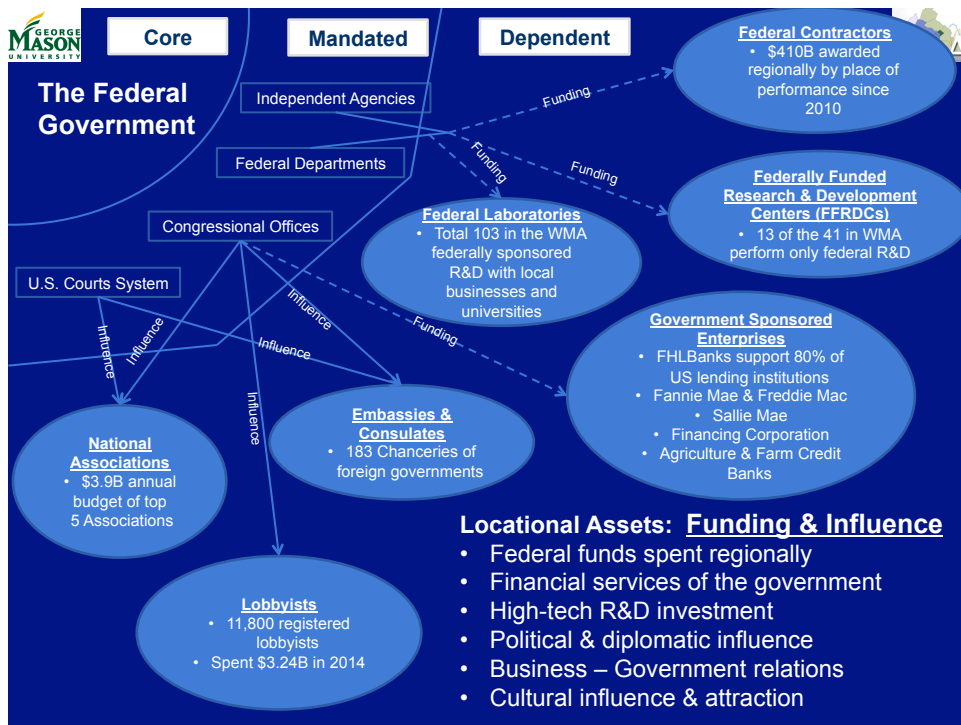 GEORGE
MASON
UNIVERSITY
Core
Mandated
Dependent
The Federal
Government
Independent Agencies
Federal Departments
Congressional Offices
U.S. Courts System
Funding
Funding
Funding
Funding
Influence
Influence
Influence
Influence
Influence
Federal Contractors
• $410B awarded
regionally by place of
performance since
2010
Federally Funded
Research & Development
Centers (FFRDCs)
• 13 of the 41 in WMA
perform only federal R&D
Federal Laboratories
• Total 103 in the WMA
federally sponsored
R&D with local
businesses and
universities
Government Sponsored
Enterprises
• FHLBanks support 80% of
US lending institutions
• Fannie Mae & Freddie Mac
• Sallie Mae
• Financing Corporation
• Agriculture & Farm Credit
Banks
Embassies &
Consulates
• 183 Chanceries of
foreign governments
National
Associations
• $3.9B annual
budget of top
5 Associations
Lobbyists
• 11,800 registered
lobbyists
• Spent $3.24B in 2014
Locational Assets: Funding & Influence
• Federal funds spent regionally
• Financial services of the government
• High-tech R&D investment
• Political & diplomatic influence
• Business – Government relations
• Cultural influence & attraction